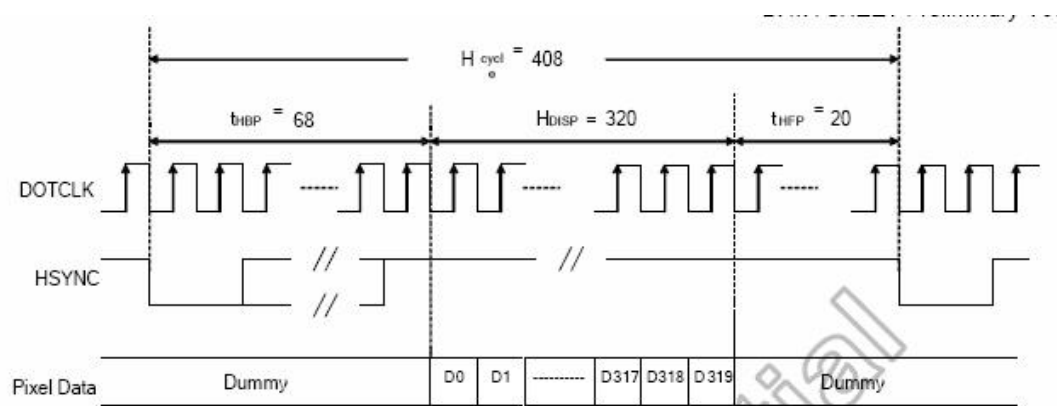 H cycle = 408
tHBP = 68
HDISP = 320
tHFP = 20
DOTCLK
HSYNC
Pixel Data
Dummy
D0
D1
----------
D317
D318
D319
Dummy
tial